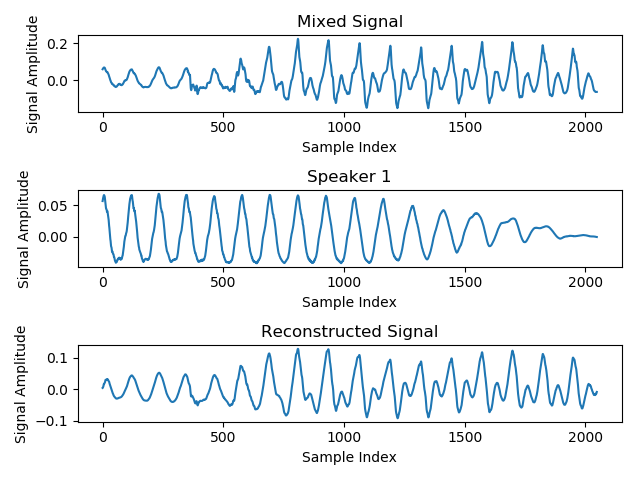 Mixed Signal
Signal Amplitude
0.2
0.0
0 500 1000 1500 2000
Sample Index
Speaker 1
Signal Amplitude
0.05
0.00
0 500 1000 1500 2000
Sample Index
Reconstructed Signal
Signal Amplitude
0.1
0.0
−0.1
0 500 1000 1500 2000
Sample Index